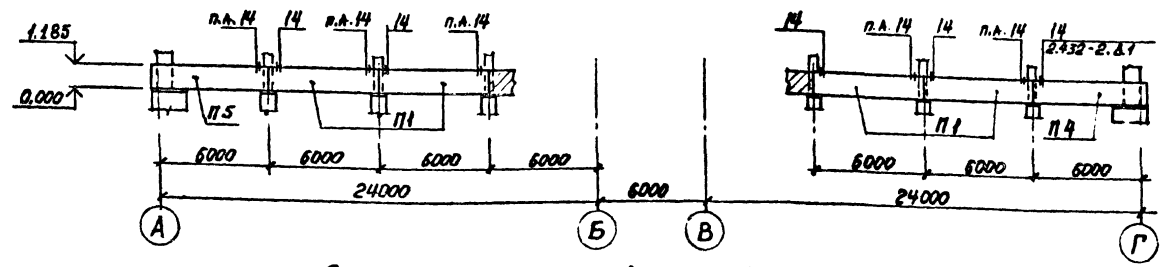 п.А. 14 14 п.А. 14 14 п.А. 14
14 п.А. 14 14 п.А. 14 14
2.432-2. В.1
1.185
0,000
П5 П1 П1 П4
6000 6000 6000 6000 6000 6000 6000
24000 6000 24000
А Б В Г